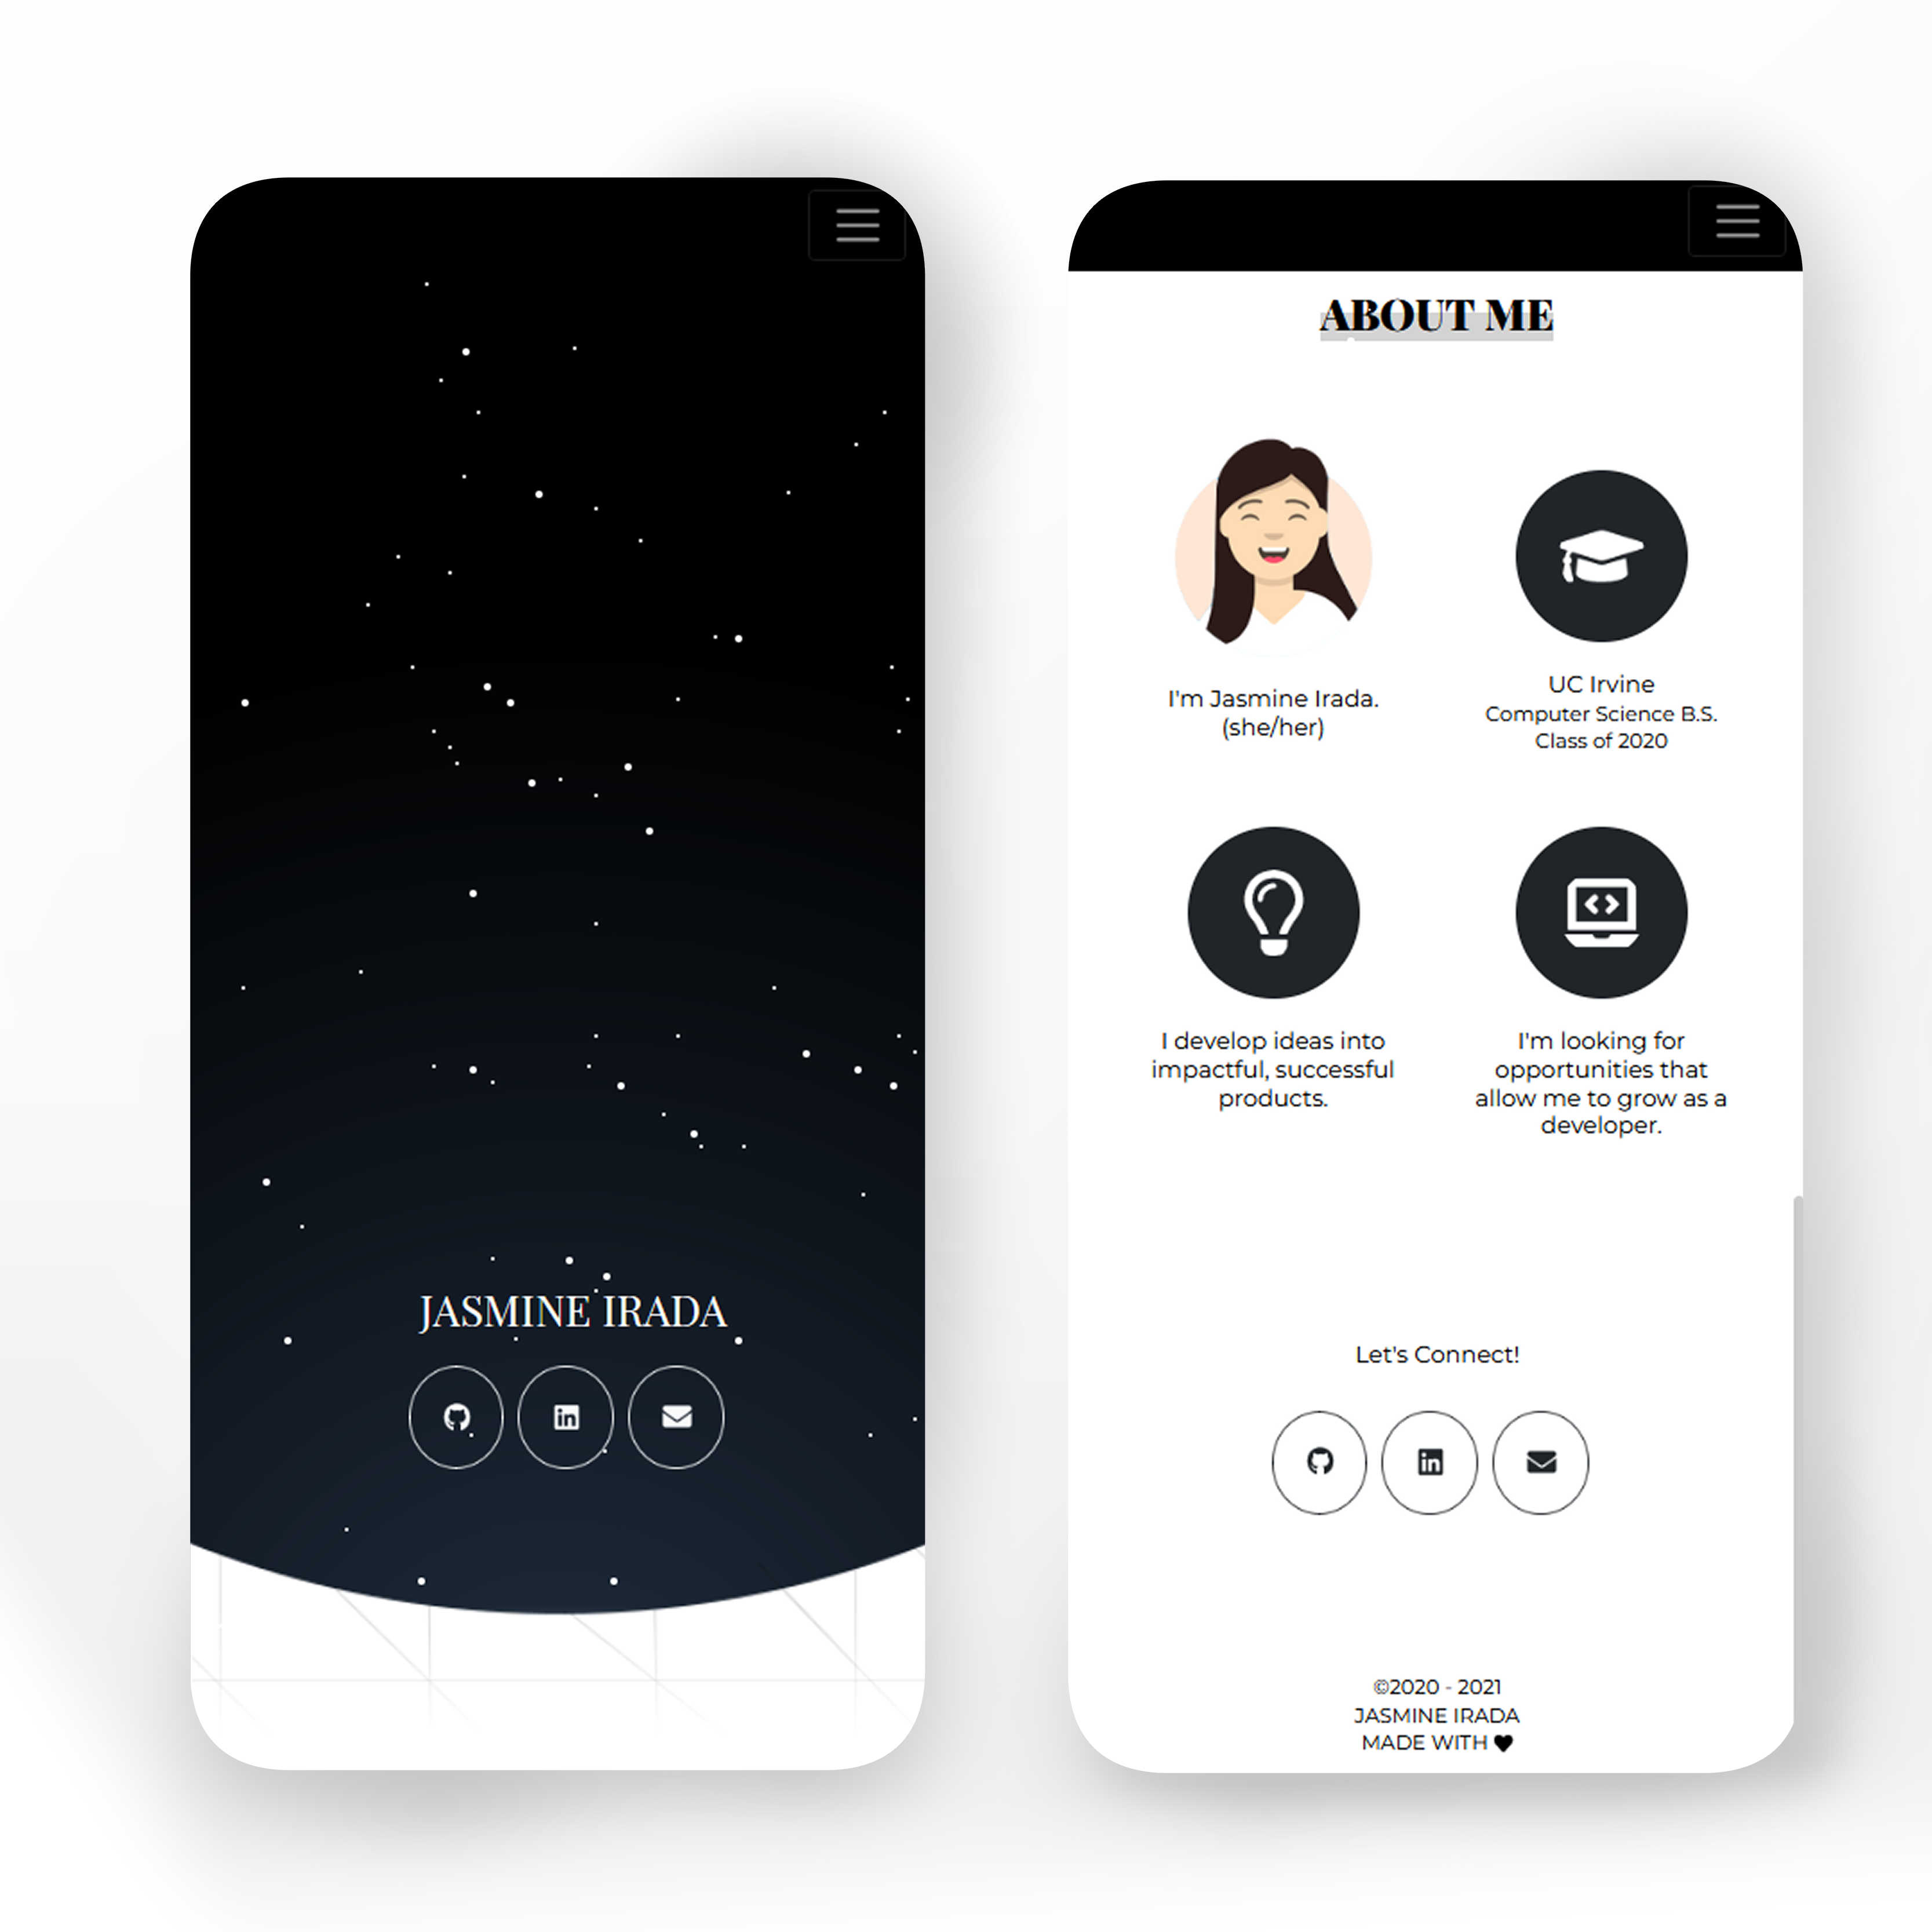 JASMINE IRADA
in
ABOUT ME
I'm Jasmine Irada.
(she/her)
UC Irvine
Computer Science B.S.
Class of 2020
I develop ideas into
impactful, successful
products.
I'm looking for
opportunities that
allow me to grow as a
developer.
Let's Connect!
in
©2020 - 2021
JASMINE IRADA
MADE WITH ♥